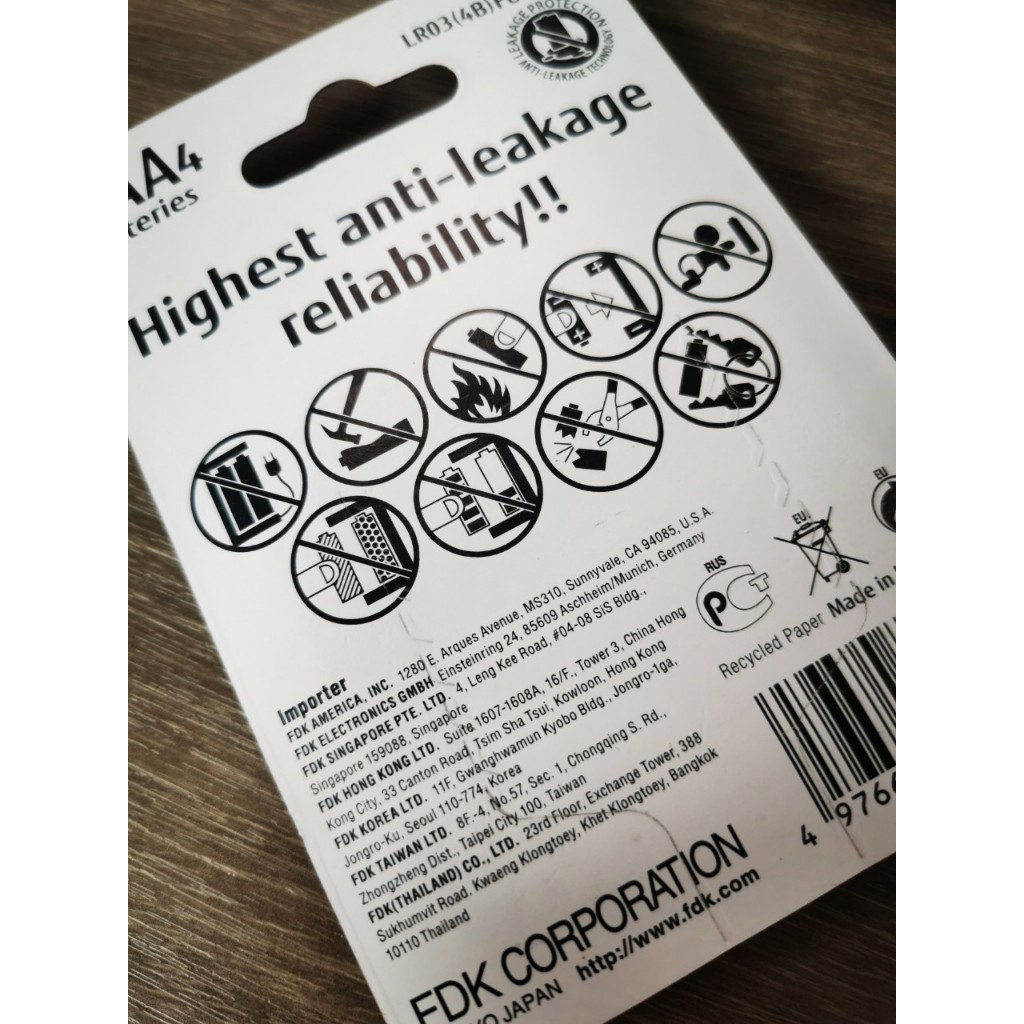 LR03(4B)
LEAKAGE PROTECTION
ANTI-LEAKAGE TECHNOLOGY
Highest anti-leakage
reliability!!
EU
EU
RUS
Recycled Paper Made in
Importer
FDK AMERICA, INC. 1280 E. Arques Avenue, MS310, Sunnyvale, CA 94085, U.S.A.
FDK ELECTRONICS GMBH Einsteinring 24, 85609 Aschheim/Munich, Germany
FDK SINGAPORE PTE. LTD. 4, Leng Kee Road, #04-08 SiS Bldg.,
Singapore 159088, Singapore
FDK HONG KONG LTD. Suite 1607-1608A, 16/F., Tower 3, China Hong
Kong City, 33 Canton Road, Tsim Sha Tsui, Kowloon, Hong Kong
FDK KOREA LTD. 11F, Gwanghwamun Kyobo Bldg., Jongro-1ga,
Jongro-Ku, Seoul 110-774, Korea
FDK TAIWAN LTD. 8F.-4, No.57, Sec. 1, Chongqing S. Rd.,
Zhongzheng Dist., Taipei City 100, Taiwan
FDK(THAILAND) CO., LTD. 23rd Floor, Exchange Tower, 388
Sukhumvit Road. Kwaeng Klongtoey, Khet Klongtoey, Bangkok
10110 Thailand
FDK CORPORATION
JAPAN http://www.fdk.com
4 976